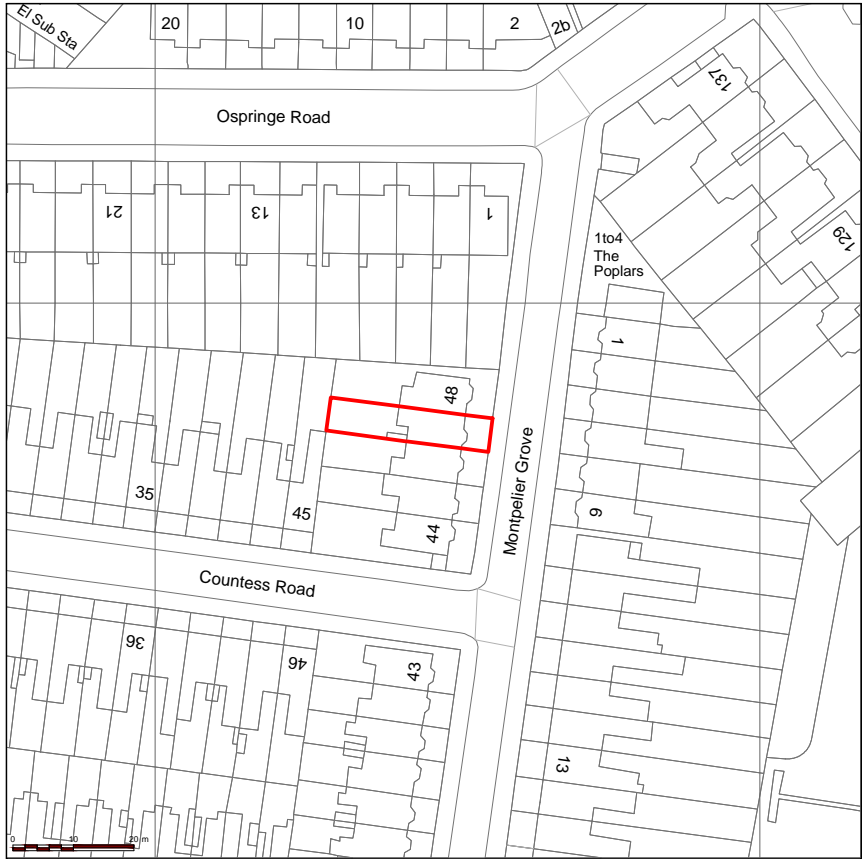 El Sub Sta
20
10
2
2b
137
Ospringe Road
21
13
1
129
1to4
The
Poplars
1
48
Montpelier Grove
35
45
44
6
Countess Road
36
46
43
13
0
10
20 m